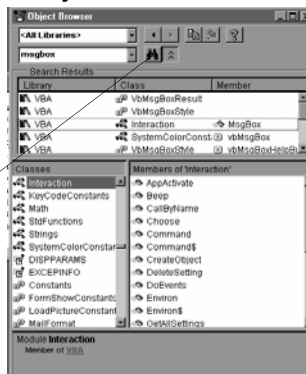 Object Browser
<All Libraries>
msgbox
Search Results
Library Class Member
VBA VbMsgBoxResult
VBA VbMsgBoxStyle
VBA Interaction MsgBox
VBA SystemColorConst vbMsgBox
VBA VbMsgBoxStyle vbMsgBoxHelpBu
Classes Members of 'Interaction'
Interaction AppActivate
KeyCodeConstants Beep
Math CallByName
StdFunctions Choose
Strings Command
SystemColorConstar Command$
DISPPARAMS CreateObject
EXCEPINFO DeleteSetting
Constants DoEvents
FormShowConstants Environ
LoadPictureConstant Environ$
MailFormat GetAllSettings
Module Interaction
Member of VBA